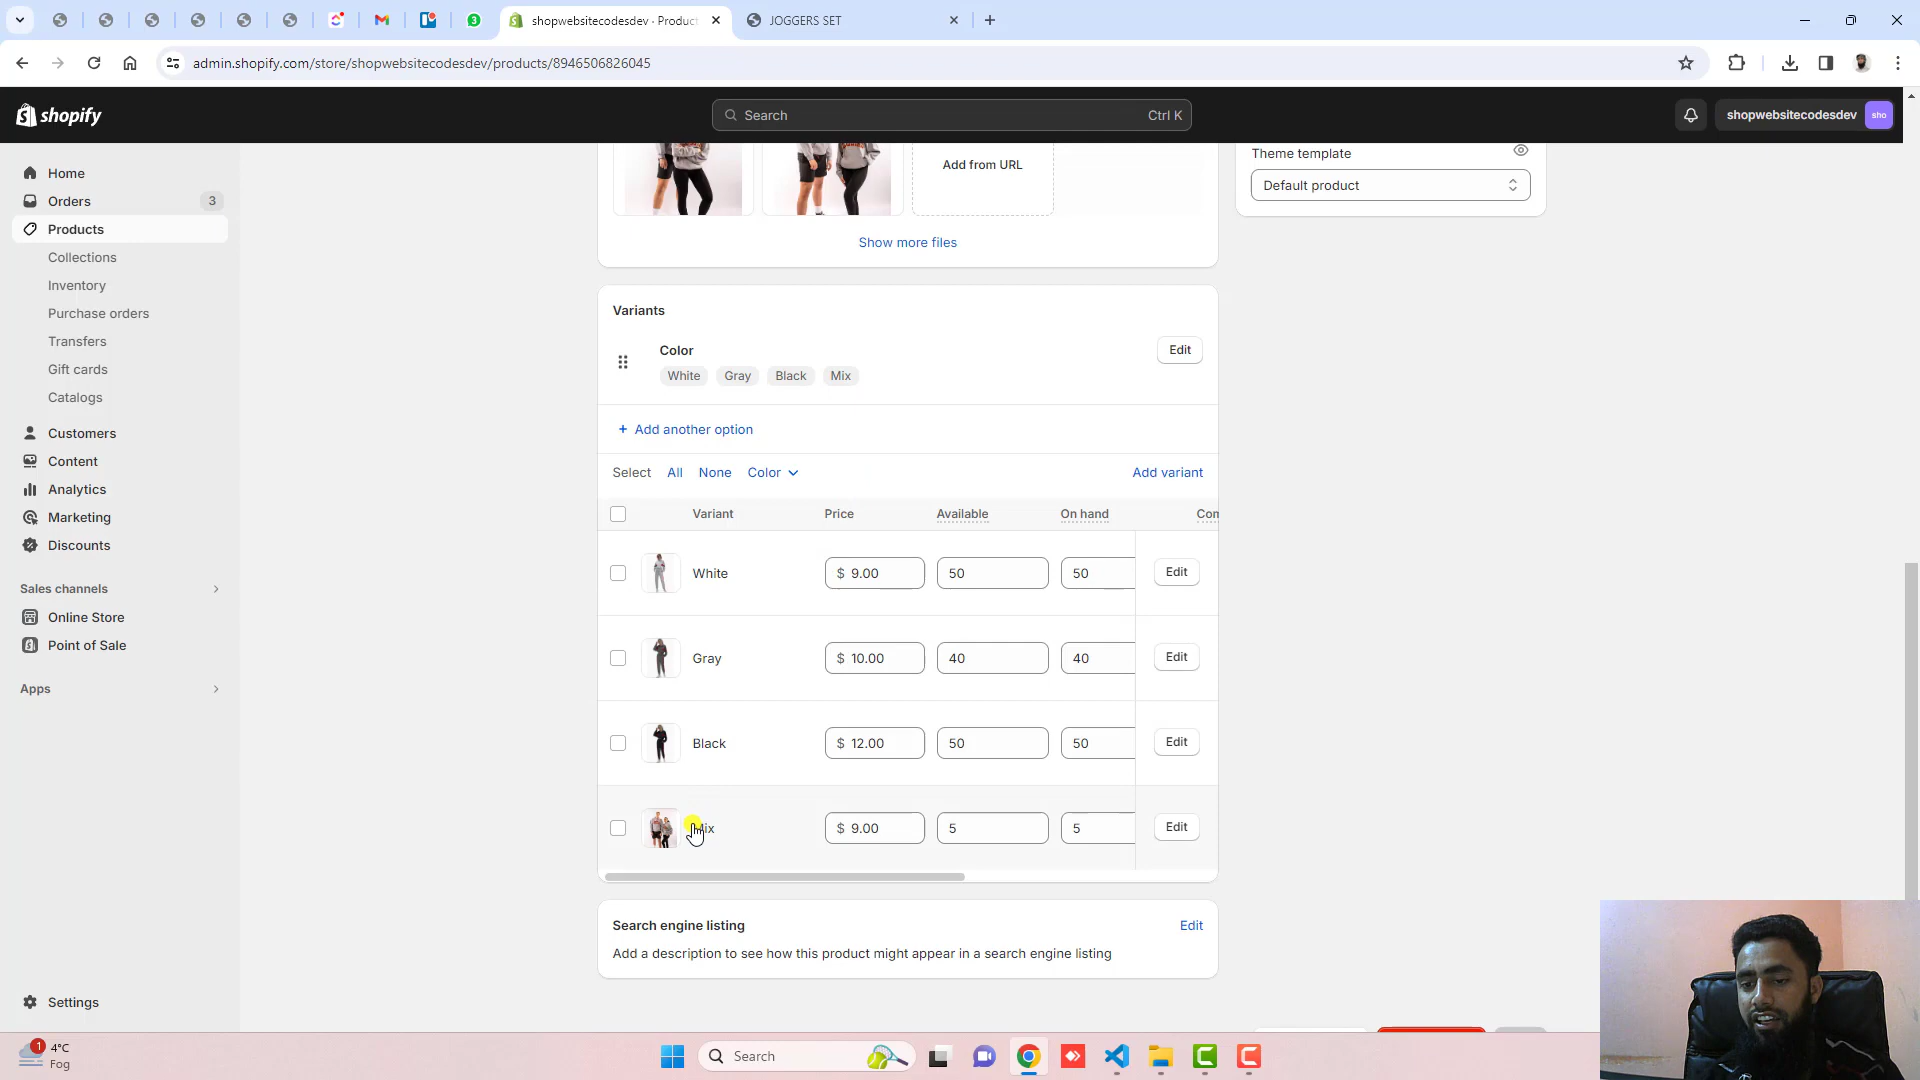 3
shopwebsitecodesdev · Product
JOGGERS SET
admin.shopify.com/store/shopwebsitecodesdev/products/8946506826045
shopify
Search
Ctrl K
shopwebsitecodesdev
sho
Home
Orders
3
Products
Collections
Inventory
Purchase orders
Transfers
Gift cards
Catalogs
Customers
Content
Analytics
Marketing
Discounts
Sales channels
Online Store
Point of Sale
Apps
Settings
Add from URL
Show more files
Theme template
Default product
Variants
Color
Edit
White Gray Black Mix
+ Add another option
Select All None Color
Add variant
Variant Price Available On hand Com
White $ 9.00 50 50 Edit
Gray $ 10.00 40 40 Edit
Black $ 12.00 50 50 Edit
Mix $ 9.00 5 5 Edit
Search engine listing
Edit
Add a description to see how this product might appear in a search engine listing
1
4°C
Fog
Search